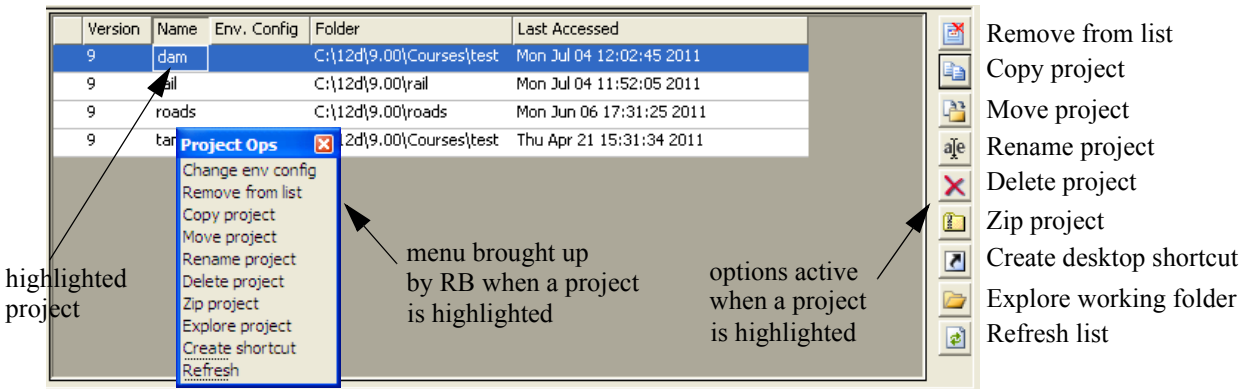 Version Name Env. Config Folder Last Accessed
9 dam C:\12d\9.00\Courses\test Mon Jul 04 12:02:45 2011
9 ail C:\12d\9.00\rail Mon Jul 04 11:52:05 2011
9 roads C:\12d\9.00\roads Mon Jun 06 17:31:25 2011
9 tar 12d\9.00\Courses\test Thu Apr 21 15:31:34 2011
Project Ops
Change env config
Remove from list
Copy project
Move project
Rename project
Delete project
Zip project
Explore project
Create shortcut
Refresh
highlighted
project
menu brought up
by RB when a project
is highlighted
options active
when a project
is highlighted
Remove from list
Copy project
Move project
Rename project
Delete project
Zip project
Create desktop shortcut
Explore working folder
Refresh list